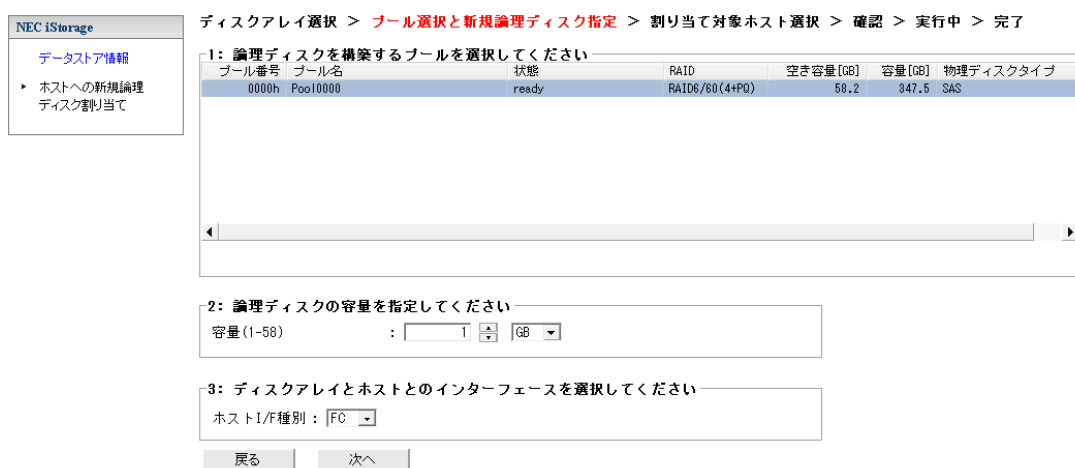 NEC iStorage
データストア情報
ホストへの新規論理
ディスク割り当て
ディスクアレイ選択 > プール選択と新規論理ディスク指定 > 割り当て対象ホスト選択 > 確認 > 実行中 > 完了
1: 論理ディスクを構築するプールを選択してください
プール番号 プール名 状態 RAID 空き容量[GB] 容量[GB] 物理ディスクタイプ
0000h Pool0000 ready RAID6/60(4+PQ) 58.2 347.5 SAS
2: 論理ディスクの容量を指定してください
容量(1-58) : 1 GB
3: ディスクアレイとホストとのインターフェースを選択してください
ホストI/F種別 : FC
戻る 次へ